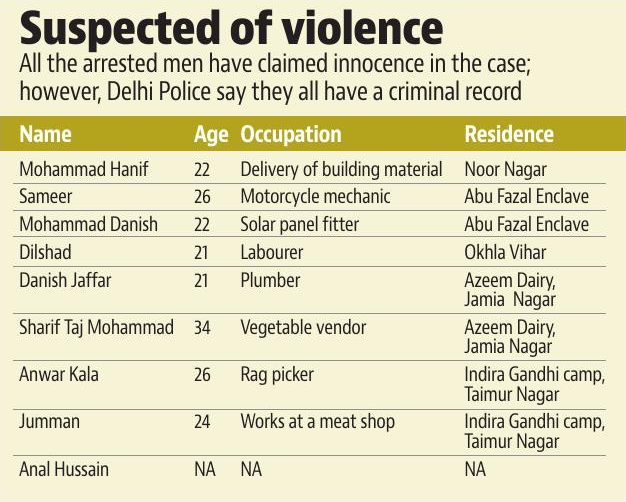 Suspected of violence
All the arrested men have claimed innocence in the case;
however, Delhi Police say they all have a criminal record
Name Age Occupation Residence
Mohammad Hanif 22 Delivery of building material Noor Nagar
Sameer 26 Motorcycle mechanic Abu Fazal Enclave
Mohammad Danish 22 Solar panel fitter Abu Fazal Enclave
Dilshad 21 Labourer Okhla Vihar
Danish Jaffar 21 Plumber Azeem Dairy,
Jamia Nagar
Sharif Taj Mohammad 34 Vegetable vendor Azeem Dairy,
Jamia Nagar
Anwar Kala 26 Rag picker Indira Gandhi camp,
Taimur Nagar
Jumman 24 Works at a meat shop Indira Gandhi camp,
Taimur Nagar
Anal Hussain NA NA NA